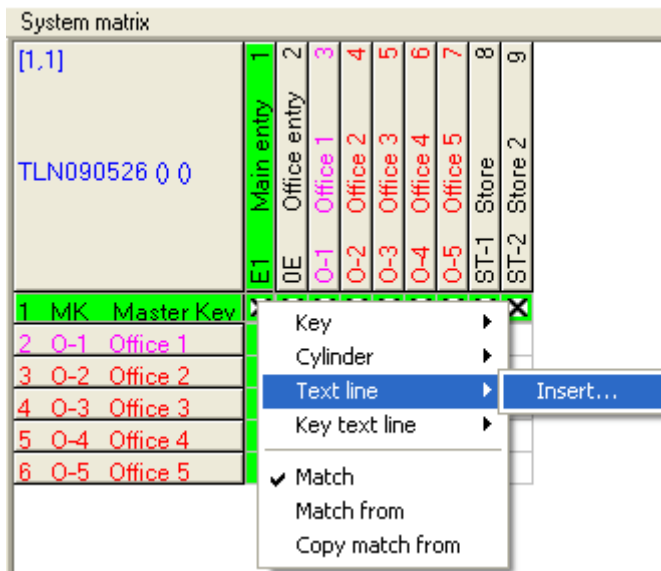 System matrix
[1,1]
TLN090526 () ()
E1 Main entry 1
0E Office entry 2
O-1 Office 1 3
O-2 Office 2 4
O-3 Office 3 5
O-4 Office 4 6
O-5 Office 5 7
ST-1 Store 8
ST-2 Store 2 9
1 MK Master Key
2 O-1 Office 1
3 O-2 Office 2
4 O-3 Office 3
5 O-4 Office 4
6 O-5 Office 5
Key
Cylinder
Text line
Insert...
Key text line
Match
Match from
Copy match from